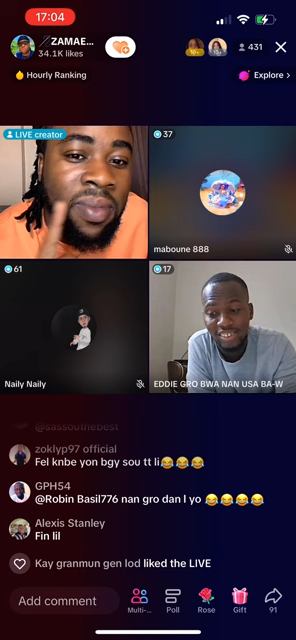 17:04
ZAMAE...
34.1K likes
10+
10+
431
Hourly Ranking
Explore >
LIVE creator
37
maboune 888
61
17
Naily Naily
EDDIE GRO BWA NAN USA BA-W
@sassouthebest
zoklyp97 official
Fel knbe yon bgy sou tt li😂😂😂
GPH54
@Robin Basil776 nan gro dan l yo 😂😂😂😂
Alexis Stanley
Fin lil
Kay granmun gen lod liked the LIVE
Add comment
Multi-...
Poll
Rose
Gift
91